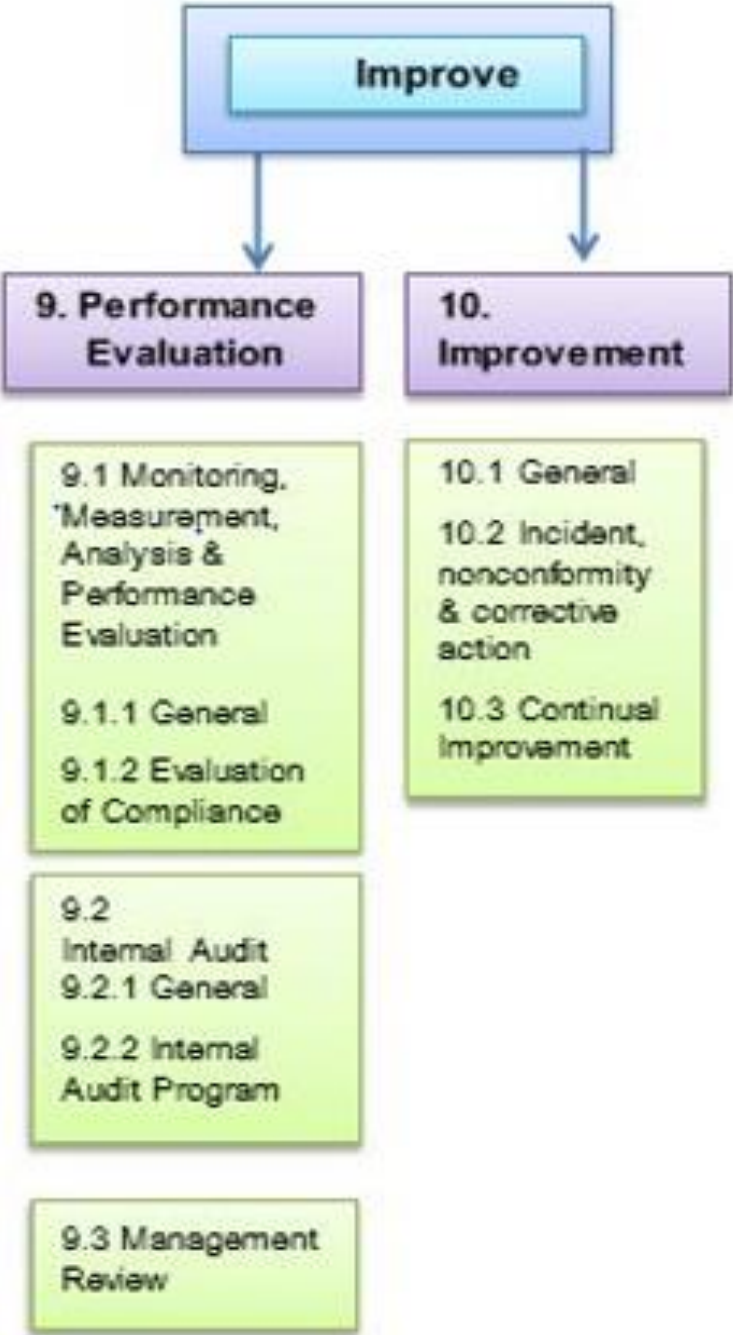 Improve
9. Performance
Evaluation
9.1 Monitoring,
Measurement,
Analysis &
Performance
Evaluation
9.1.1 General
9.1.2 Evaluation
of Compliance
9.2
Internal Audit
9.2.1 General
9.2.2 Internal
Audit Program
9.3 Management
Review
10.
Improvement
10.1 General
10.2 Incident,
nonconformity
& corrective
action
10.3 Continual
Improvement